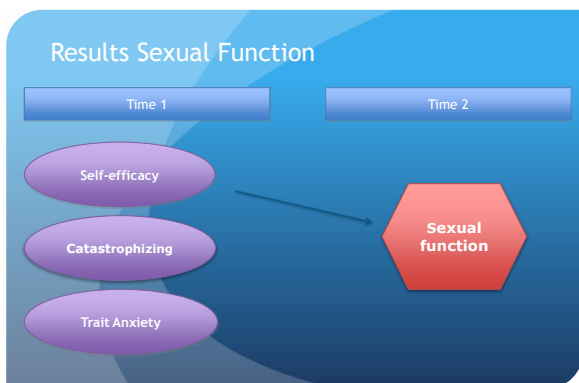 Results Sexual Function
Time 1
Time 2
Self-efficacy
Catastrophizing
Trait Anxiety
Sexual
function